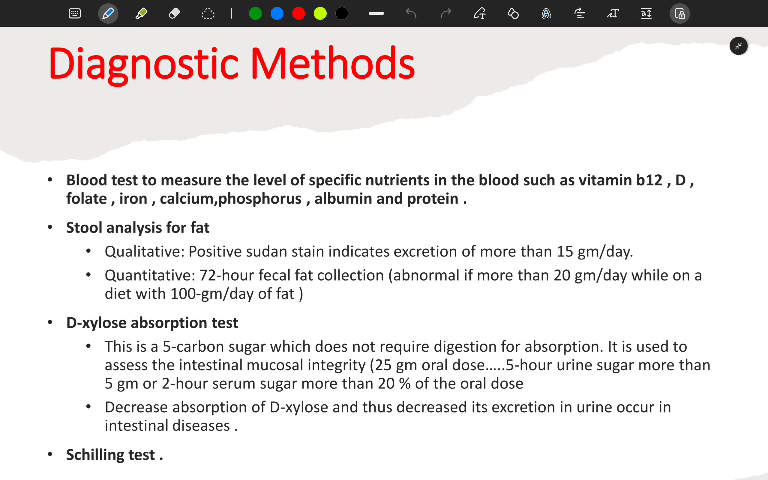 Diagnostic Methods
• Blood test to measure the level of specific nutrients in the blood such as vitamin b12 , D ,
folate , iron , calcium,phosphorus , albumin and protein .
• Stool analysis for fat
• Qualitative: Positive sudan stain indicates excretion of more than 15 gm/day.
• Quantitative: 72-hour fecal fat collection (abnormal if more than 20 gm/day while on a
diet with 100-gm/day of fat )
• D-xylose absorption test
• This is a 5-carbon sugar which does not require digestion for absorption. It is used to
assess the intestinal mucosal integrity (25 gm oral dose.....5-hour urine sugar more than
5 gm or 2-hour serum sugar more than 20 % of the oral dose
• Decrease absorption of D-xylose and thus decreased its excretion in urine occur in
intestinal diseases .
• Schilling test .